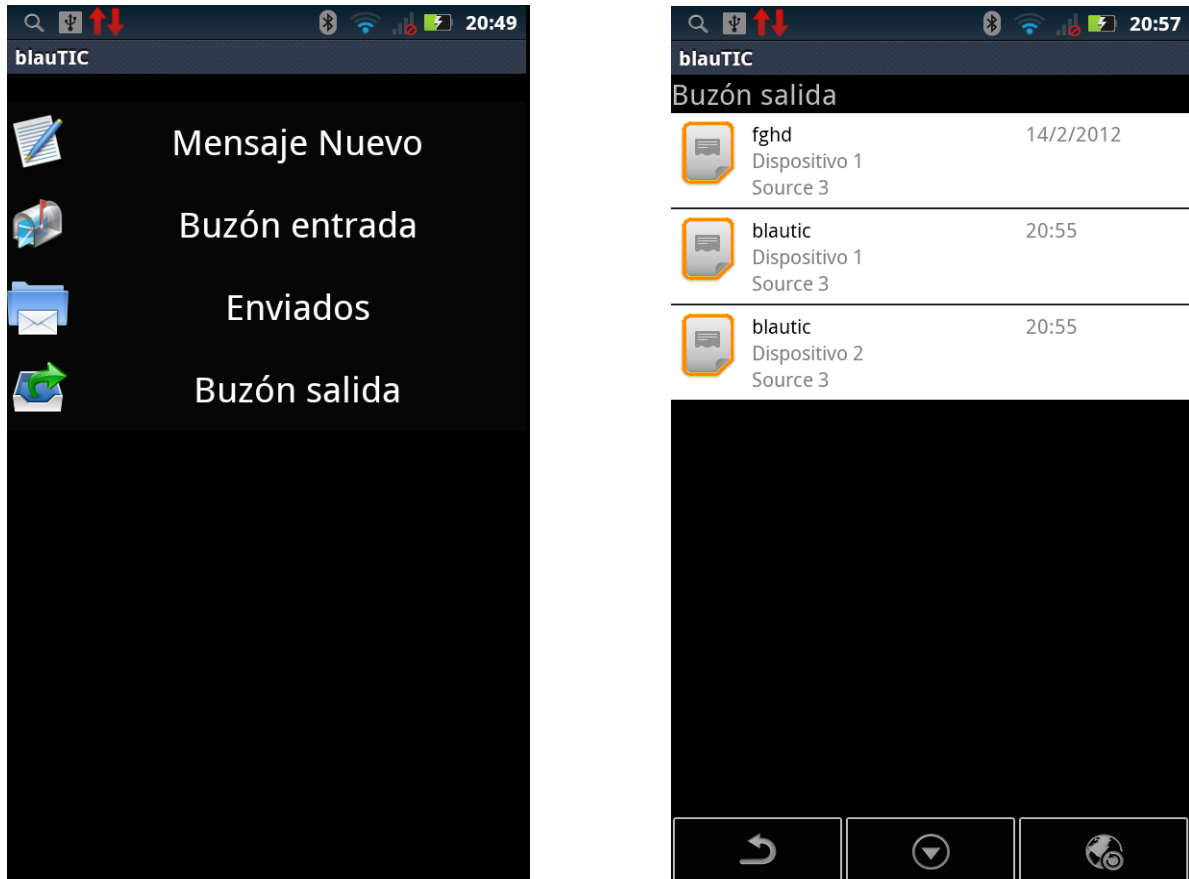 20:49
blauTIC
Mensaje Nuevo
Buzón entrada
Enviados
Buzón salida
20:57
blauTIC
Buzón salida
fghd 14/2/2012
Dispositivo 1
Source 3
blautic 20:55
Dispositivo 1
Source 3
blautic 20:55
Dispositivo 2
Source 3